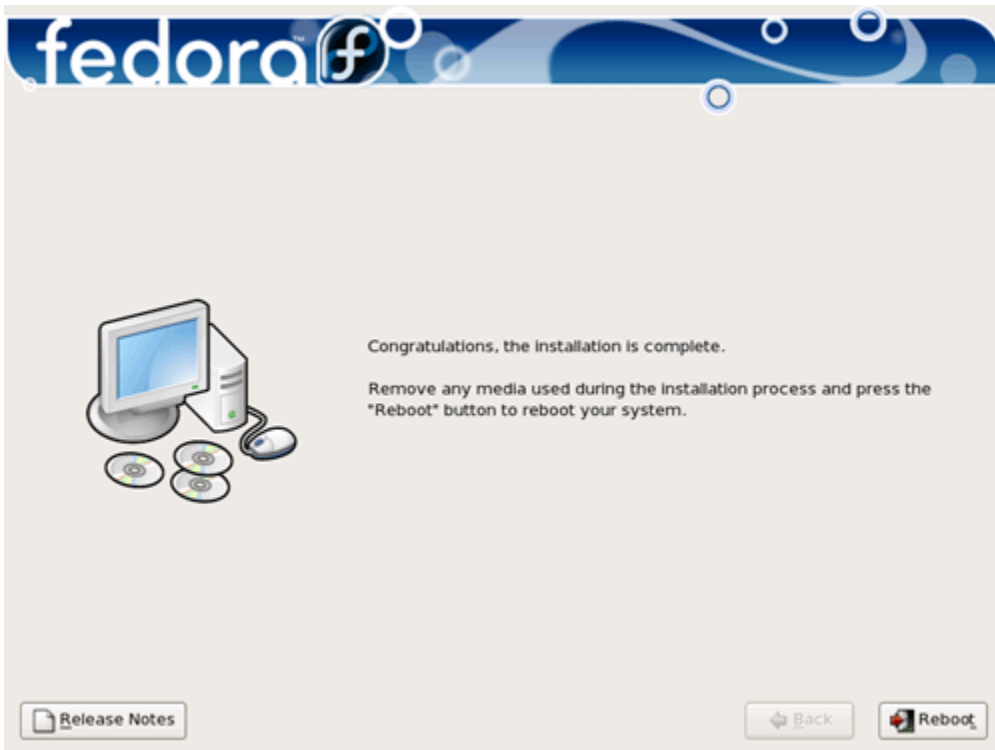 fedora™
Congratulations, the installation is complete.
Remove any media used during the installation process and press the
"Reboot" button to reboot your system.
Release Notes
Back
Reboot